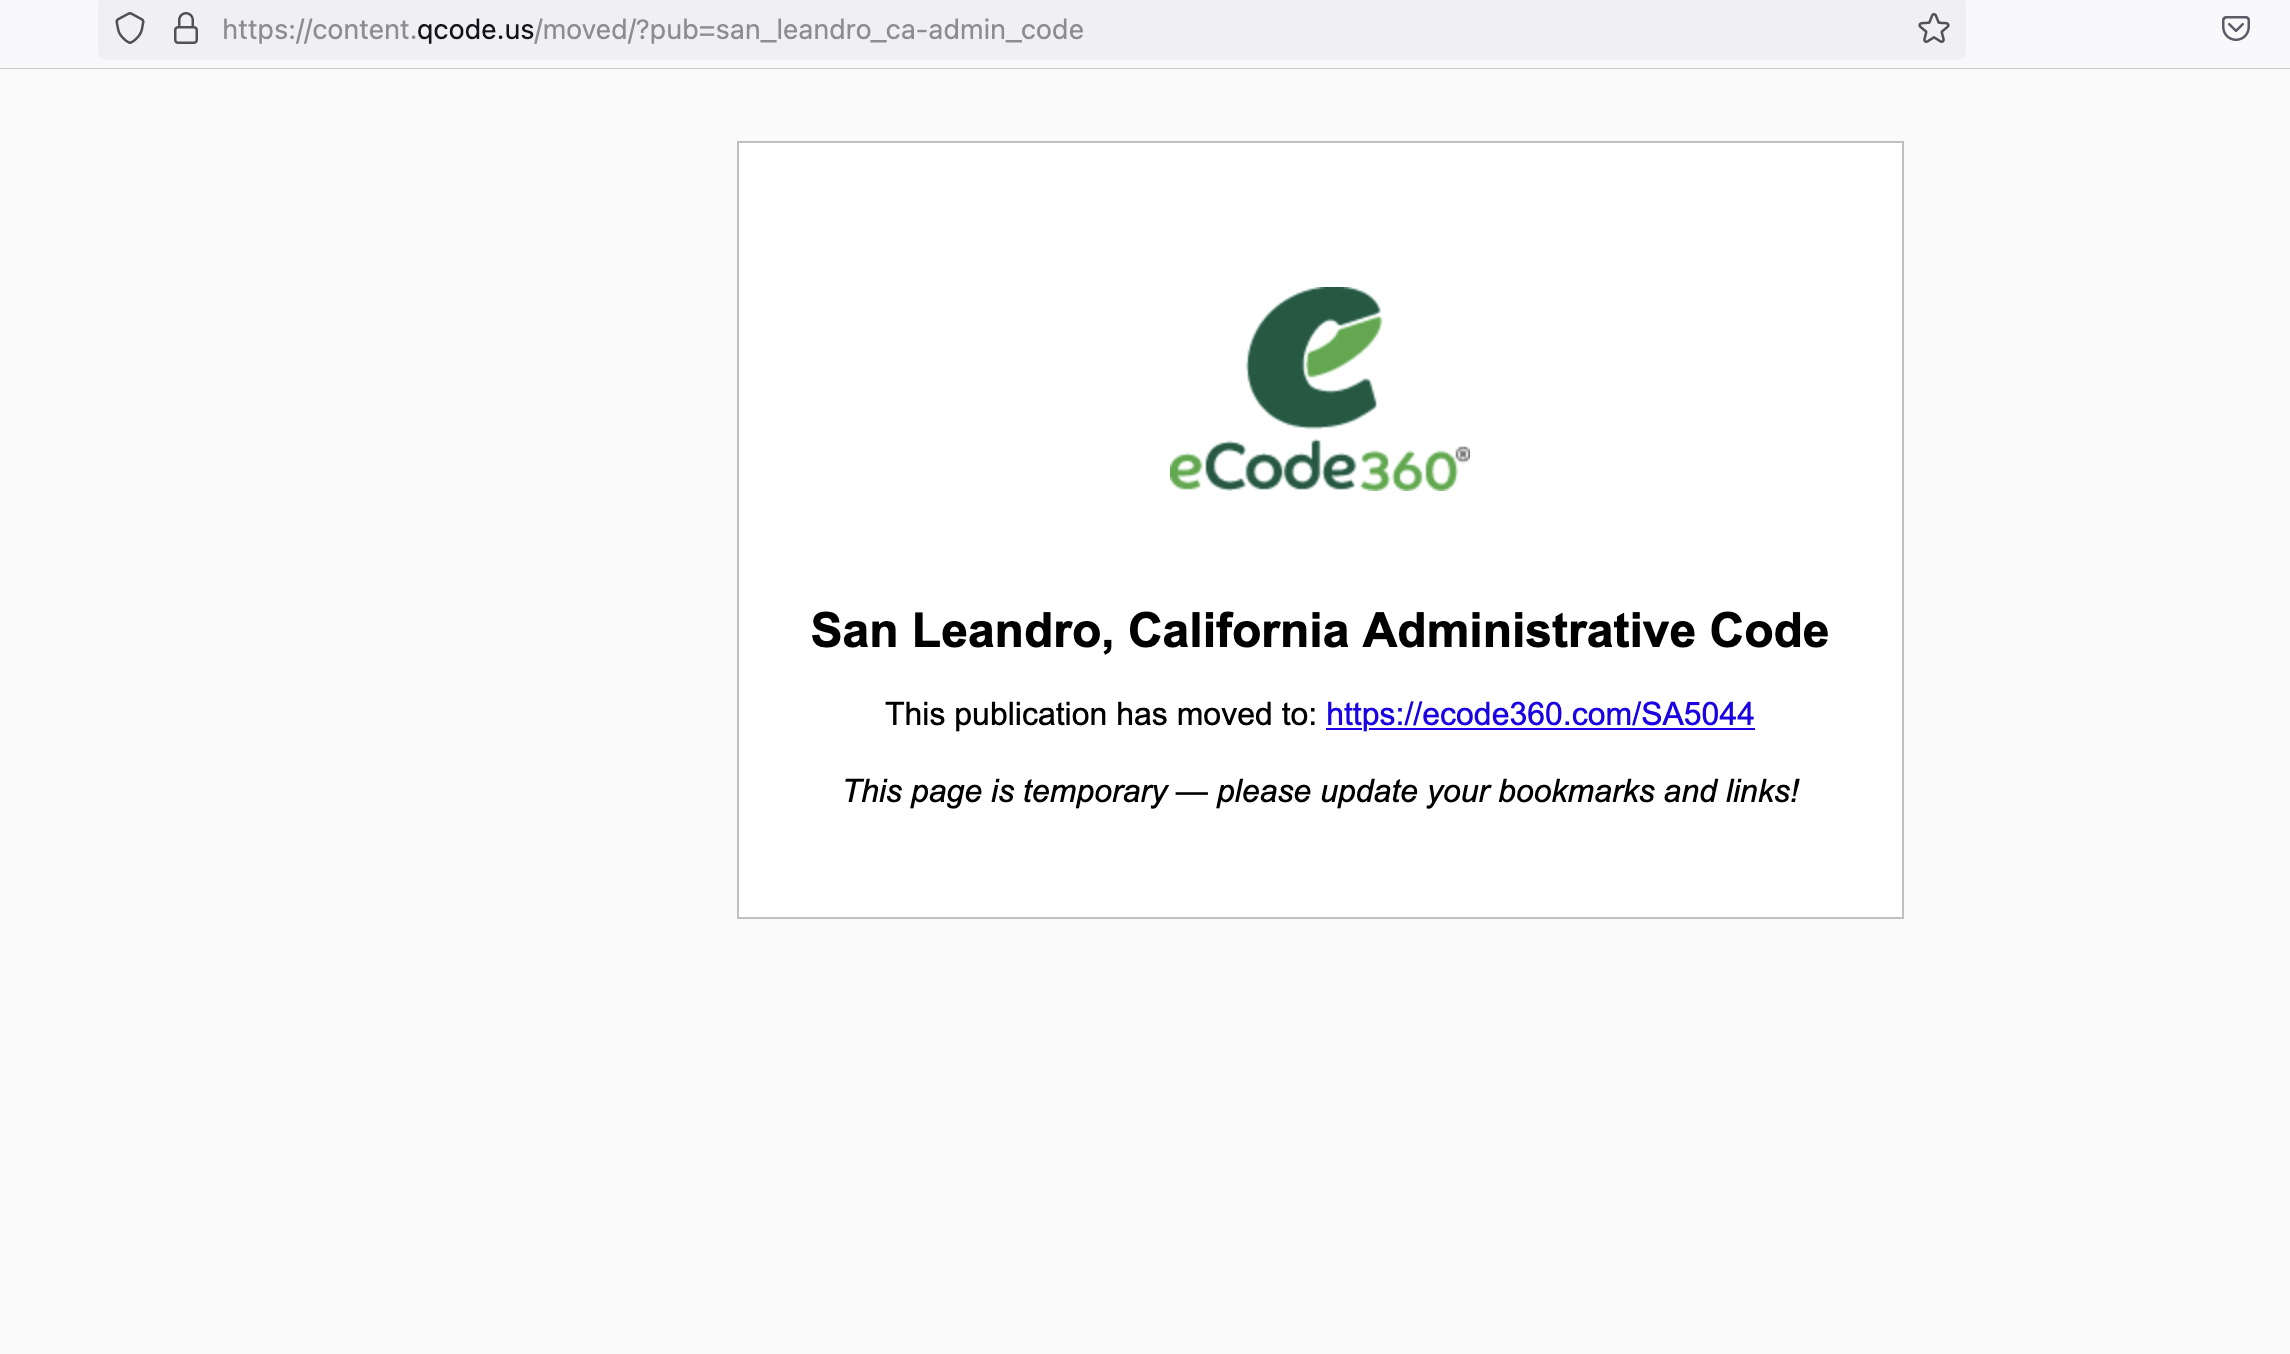 https://content.qcode.us/moved/?pub=san_leandro_ca-admin_code
e
eCode360®
San Leandro, California Administrative Code
This publication has moved to: https://ecode360.com/SA5044
This page is temporary — please update your bookmarks and links!